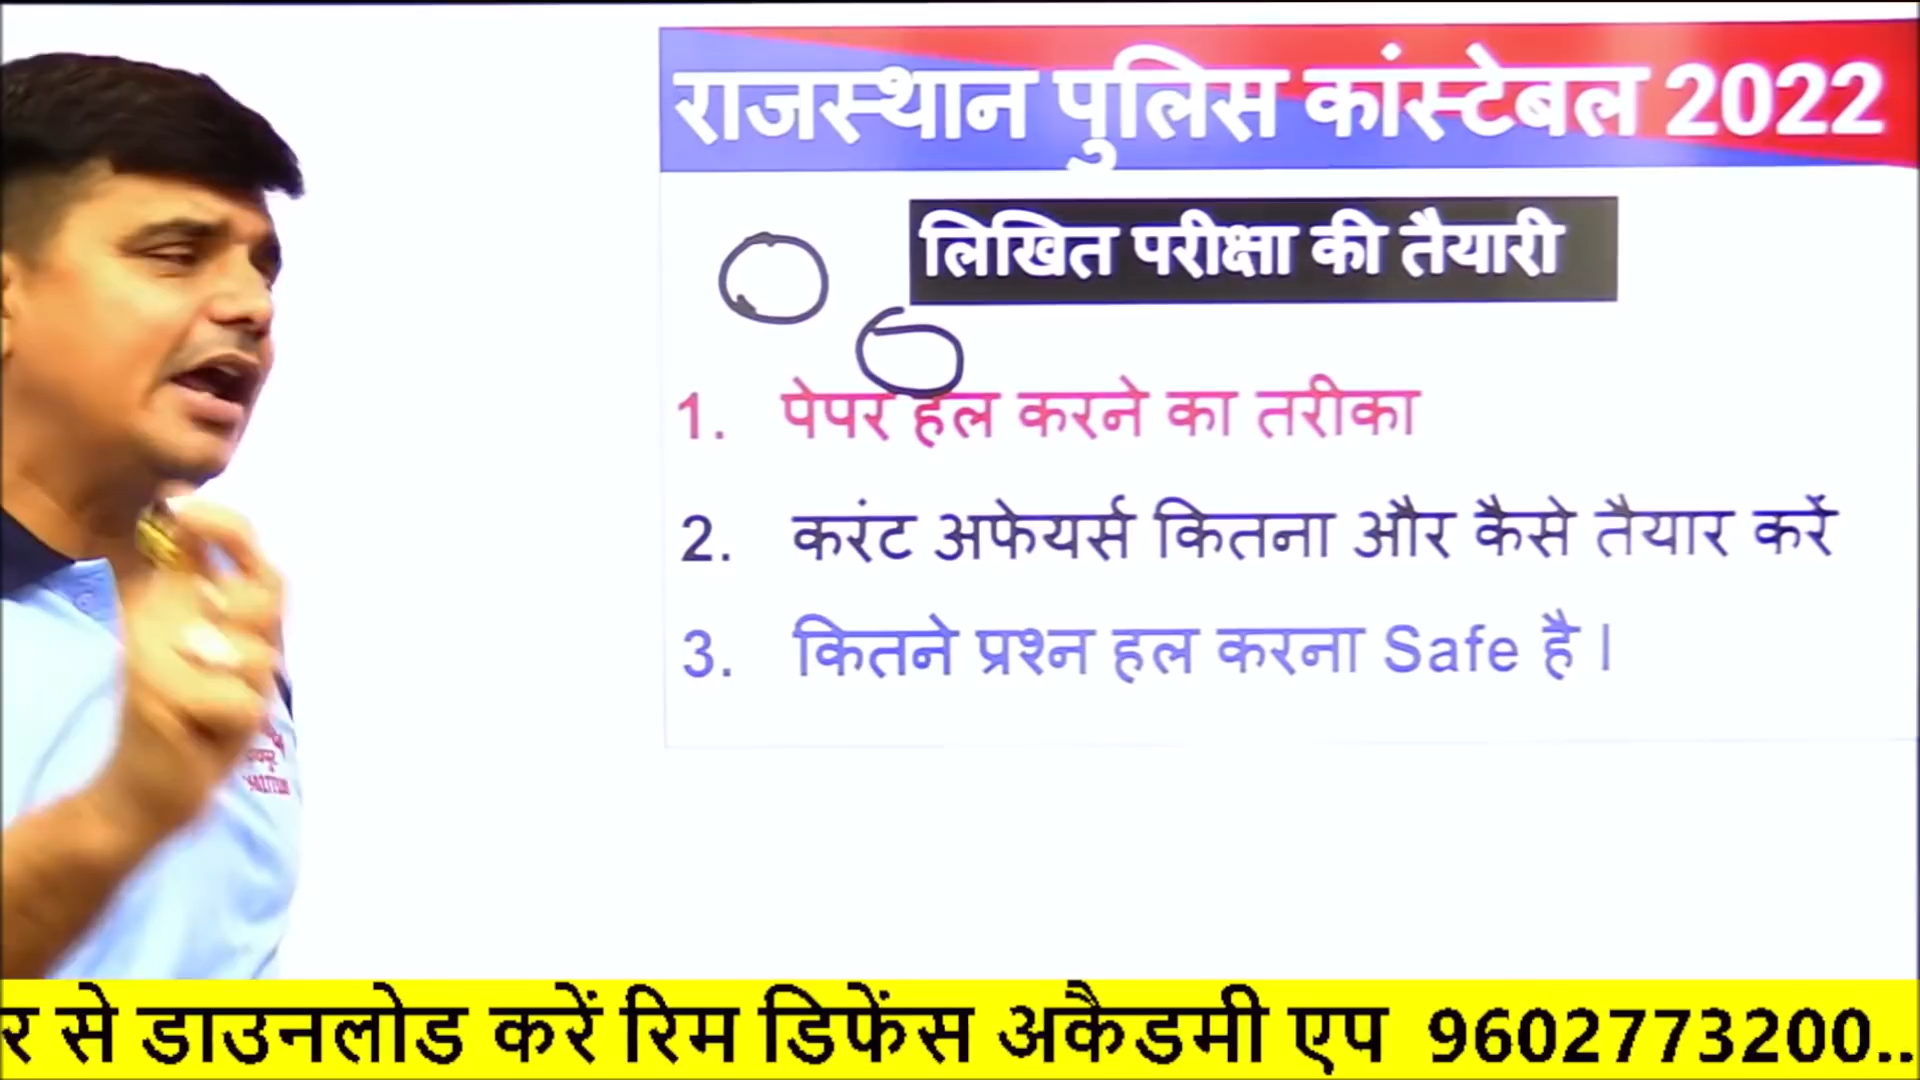 राजस्थान पुलिस कांस्टेबल 2022
लिखित परीक्षा की तैयारी
1. पेपर हल करने का तरीका
2. करंट अफेयर्स कितना और कैसे तैयार करें
3. कितने प्रश्न हल करना Safe है।
र से डाउनलोड करें रिम डिफेंस अकैडमी एप 9602773200..